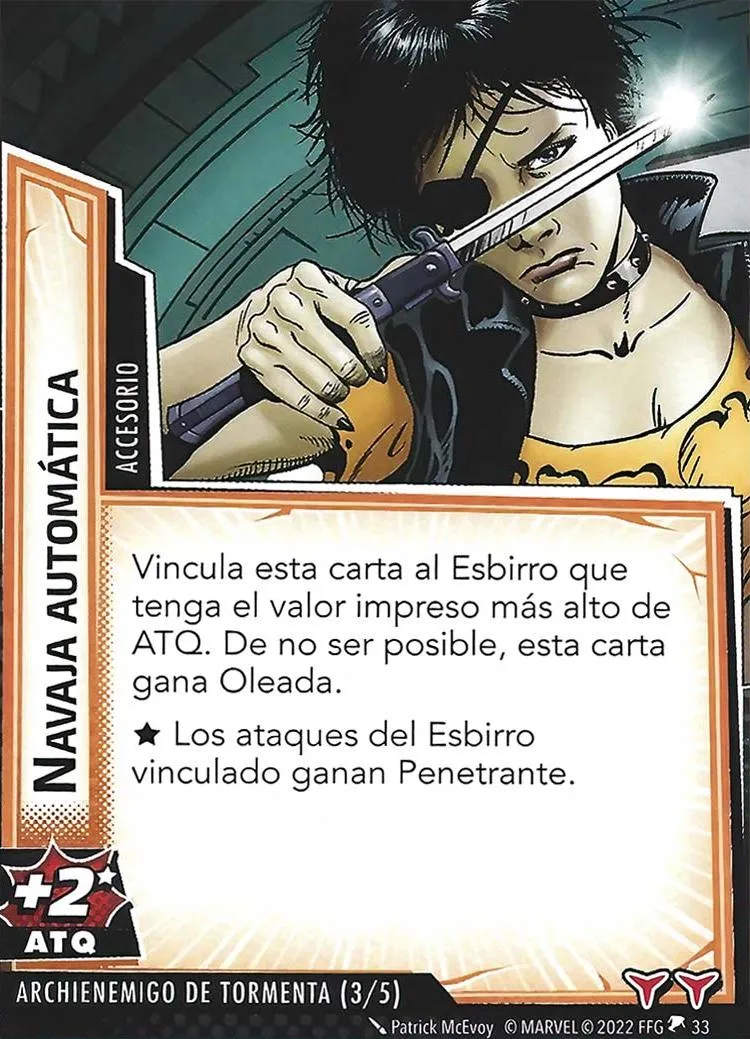 NAVAJA AUTOMÁTICA
ACCESORIO
Vincula esta carta al Esbirro que
tenga el valor impreso más alto de
ATQ. De no ser posible, esta carta
gana Oleada.
★ Los ataques del Esbirro
vinculado ganan Penetrante.
+2★
ATQ
ARCHIENEMIGO DE TORMENTA (3/5)
Patrick McEvoy © MARVEL © 2022 FFG 33